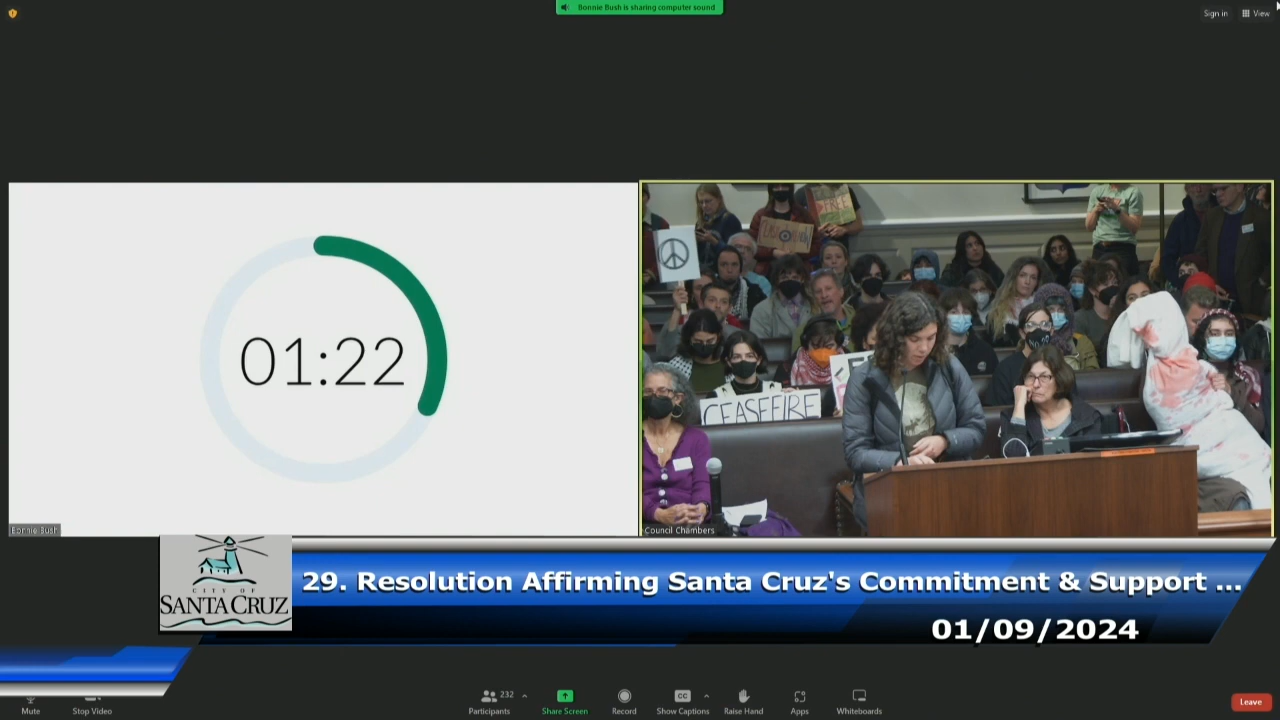 Bonnie Bush is sharing computer sound
Sign in
View
01:22
FREE
CEASEFIRE
Bonnie Bush
Council Chambers
CITY OF
SANTA CRUZ
29. Resolution Affirming Santa Cruz's Commitment & Support ...
01/09/2024
232
Mute
Stop Video
Participants
Share Screen
CC
Record
Show Captions
Raise Hand
Apps
Whiteboards
Leave